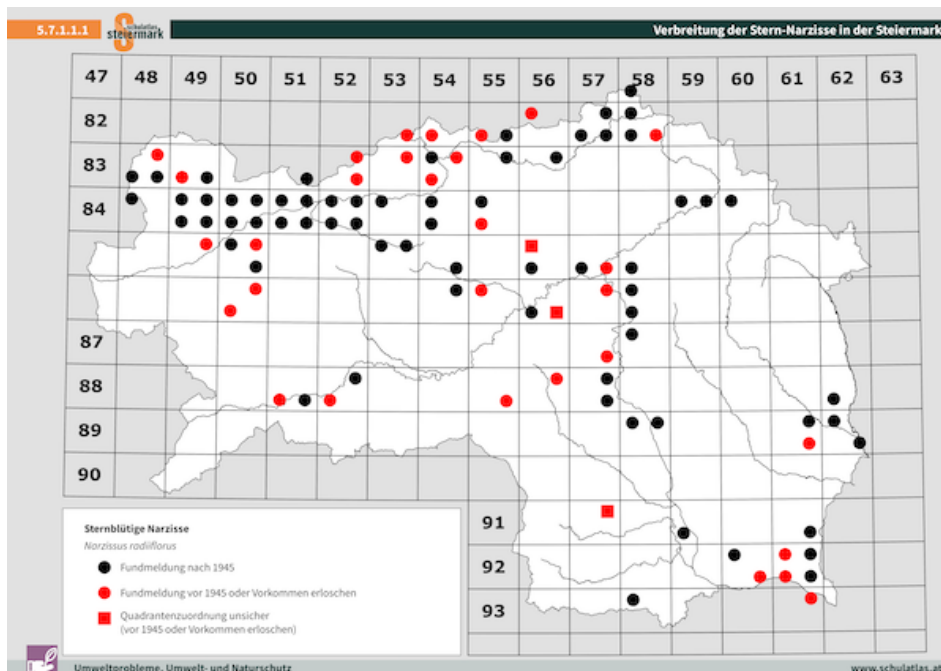 5.7.1.1.1
schulatlas
steiermark
Verbreitung der Stern-Narzisse in der Steiermark
47 48 49 50 51 52 53 54 55 56 57 58 59 60 61 62 63
82
83
84
87
88
89
90
91
92
93
Sternblütige Narzisse
Narzissus radiiflorus
Fundmeldung nach 1945
Fundmeldung vor 1945 oder Vorkommen erloschen
Quadrantenzuordnung unsicher
(vor 1945 oder Vorkommen erloschen)
Umweltprobleme, Umwelt- und Naturschutz
www.schulatlas.at